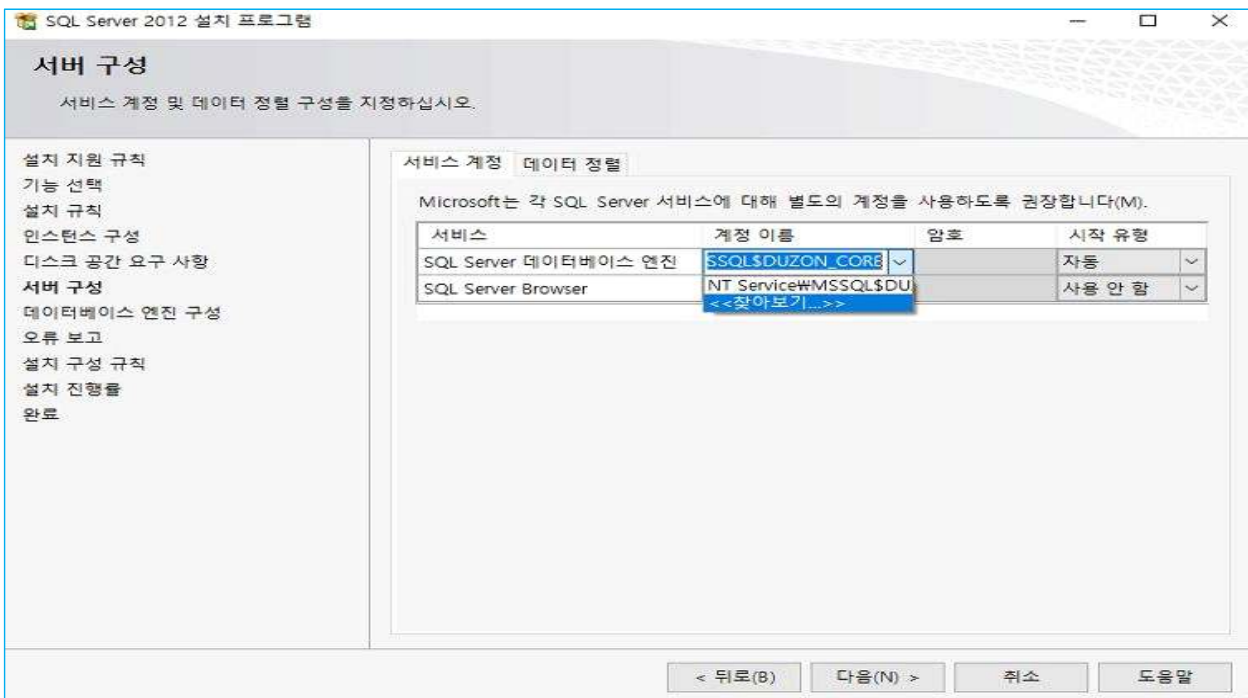 SQL Server 2012 설치 프로그램
서버 구성
서비스 계정 및 데이터 정렬 구성을 지정하십시오.
설치 지원 규칙
기능 선택
설치 규칙
인스턴스 구성
디스크 공간 요구 사항
서버 구성
데이터베이스 엔진 구성
오류 보고
설치 구성 규칙
설치 진행률
완료
서비스 계정 데이터 정렬
Microsoft는 각 SQL Server 서비스에 대해 별도의 계정을 사용하도록 권장합니다(M).
서비스 계정 이름 암호 시작 유형
SQL Server 데이터베이스 엔진 SSQL$DUZON_CORE 자동
NT Service₩MSSQL$DU
SQL Server Browser <<찾아보기...>> 사용 안 함
< 뒤로(B) 다음(N) > 취소 도움말